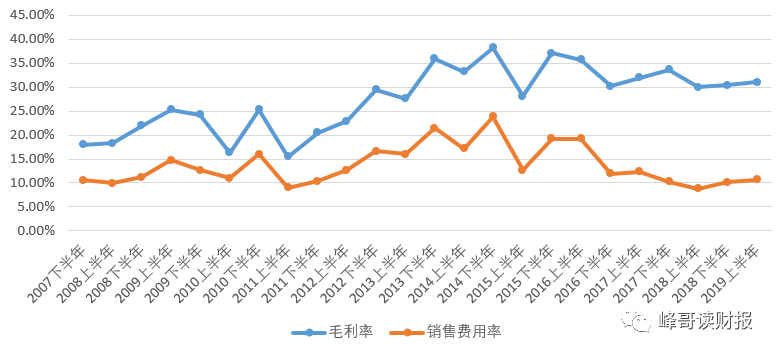 45.00%
40.00%
35.00%
30.00%
25.00%
20.00%
15.00%
10.00%
5.00%
0.00%
2007下半年
2008上半年
2008下半年
2009上半年
2009下半年
2010上半年
2010下半年
2011上半年
2011下半年
2012上半年
2012下半年
2013上半年
2013下半年
2014上半年
2014下半年
2015上半年
2015下半年
2016上半年
2016下半年
2017上半年
2017下半年
2018上半年
2018下半年
2019上半年
毛利率
销售费用率
峰哥读财报